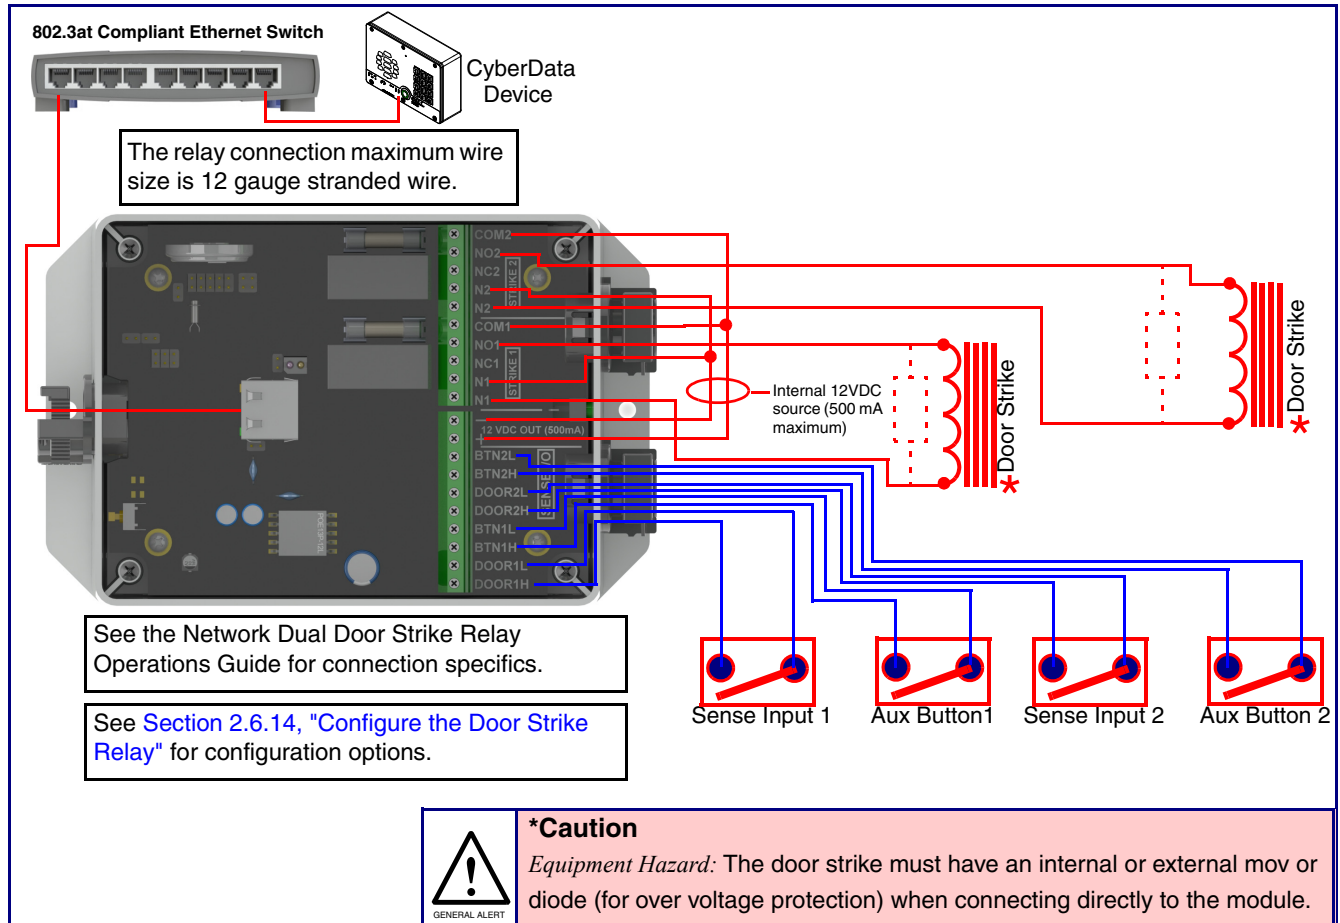 802.3at Compliant Ethernet Switch
CyberData
Device
The relay connection maximum wire
size is 12 gauge stranded wire.
COM2
NO2
NC2
N2
N2
STRIKE 2
COM1
NO1
NC1
N1
N1
STRIKE 1
- 
12 VDC OUT (500mA)
+
BTN2L
BTN2H
DOOR2L
DOOR2H
BTN1L
BTN1H
DOOR1L
DOOR1H
Internal 12VDC
source (500 mA
maximum)
*Door Strike
*Door Strike
See the Network Dual Door Strike Relay
Operations Guide for connection specifics.
See Section 2.6.14, "Configure the Door Strike
Relay" for configuration options.
Sense Input 1
Aux Button1
Sense Input 2
Aux Button 2
GENERAL ALERT
*Caution
Equipment Hazard: The door strike must have an internal or external mov or
diode (for over voltage protection) when connecting directly to the module.